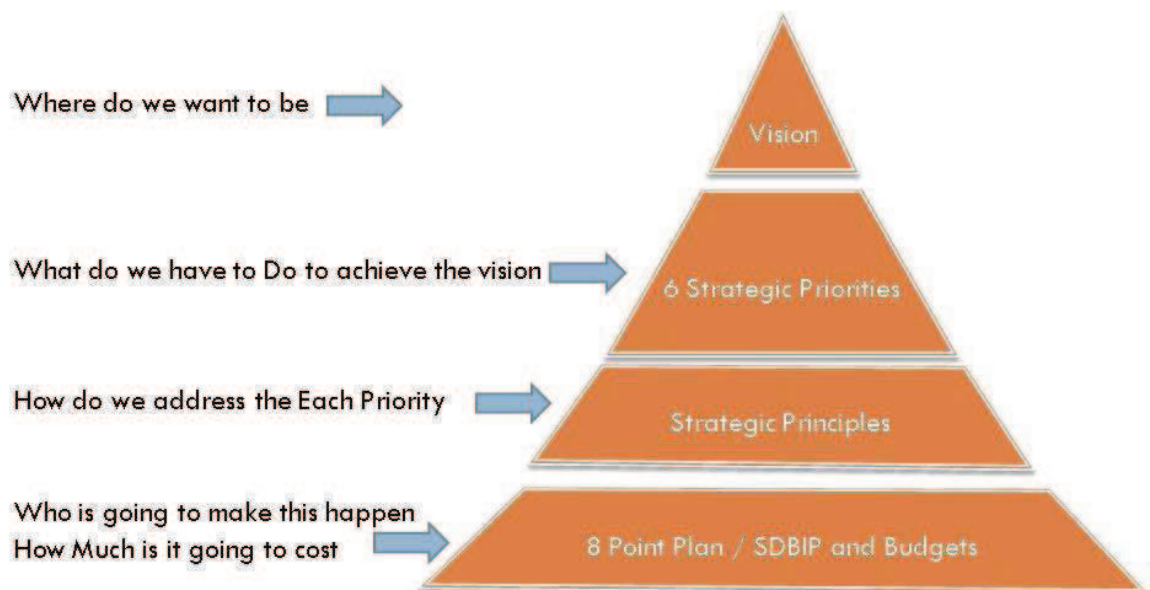 Where do we want to be
Vision
What do we have to Do to achieve the vision
6 Strategic Priorities
How do we address the Each Priority
Strategic Principles
Who is going to make this happen
How Much is it going to cost
8 Point Plan / SDBIP and Budgets